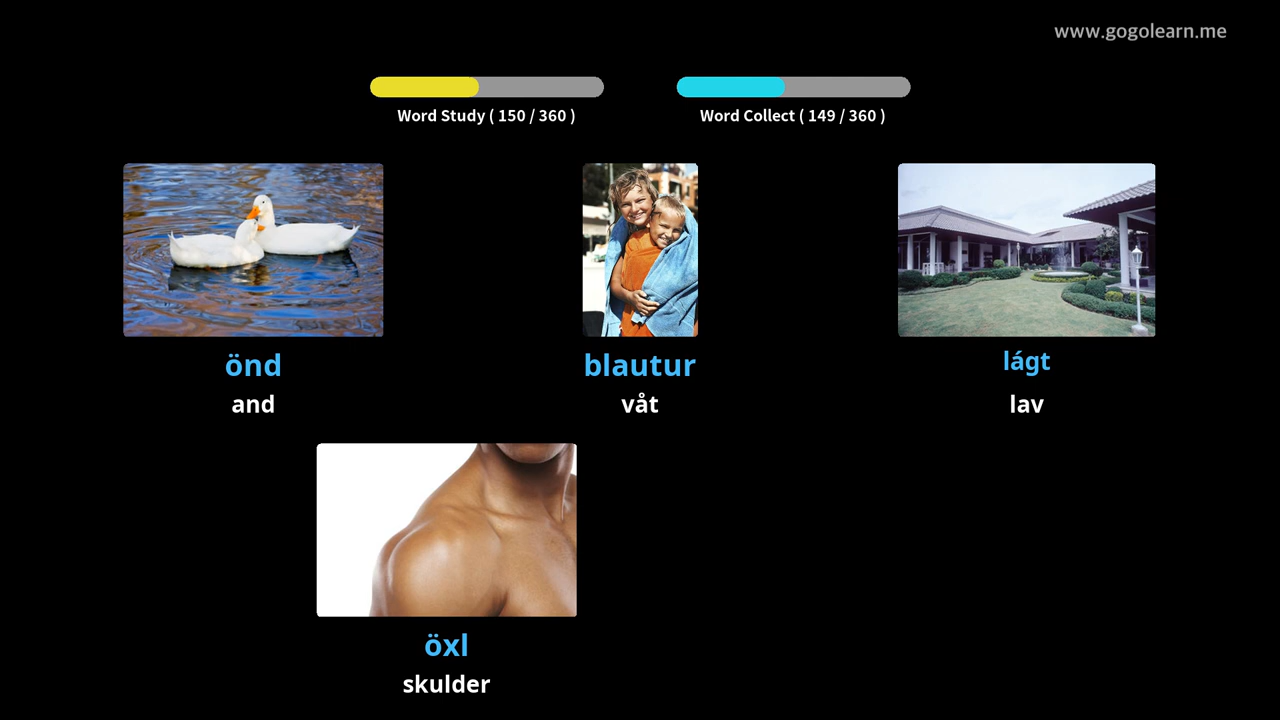 www.gogolearn.me
Word Study ( 150 / 360 )
Word Collect ( 149 / 360 )
önd
and
blautur
våt
lágt
lav
öxl
skulder